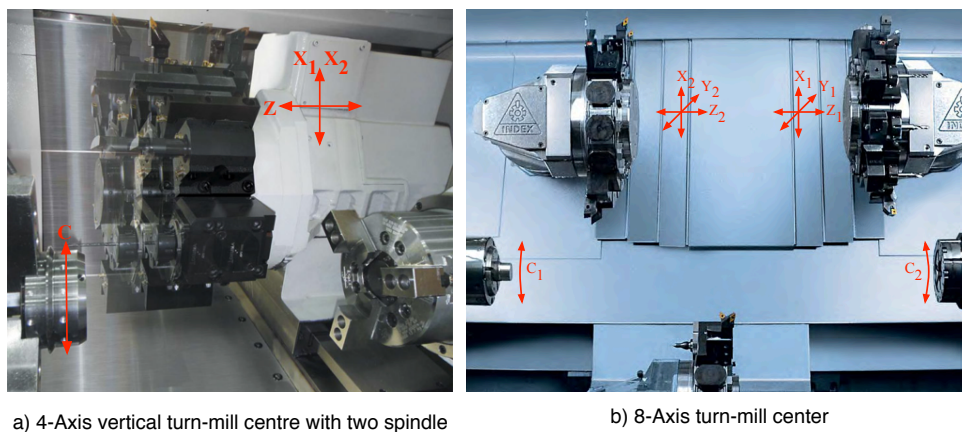 X1 X2
Z
C
INDEX
X2
Y2
Z2
X1
Y1
Z1
INDEX
C1
C2
a) 4-Axis vertical turn-mill centre with two spindle
b) 8-Axis turn-mill center